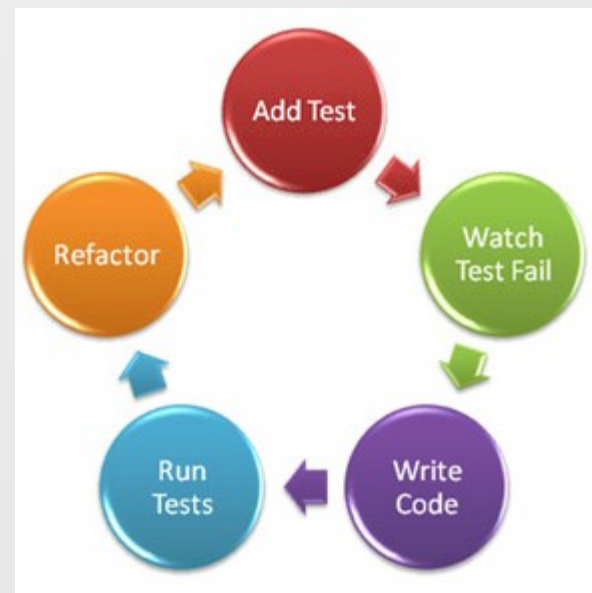 Add Test
Watch
Test Fail
Write
Code
Run
Tests
Refactor